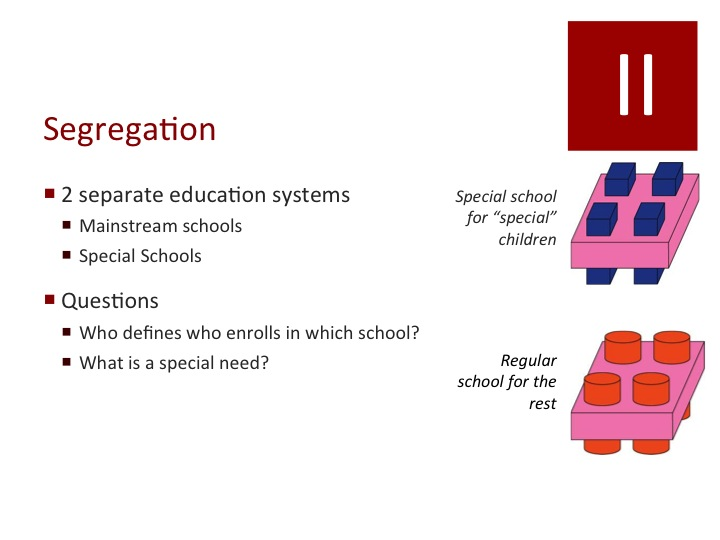 II
Segregation
2 separate education systems
Mainstream schools
Special Schools
Questions
Who defines who enrolls in which school?
What is a special need?
Special school
for “special”
children
Regular
school for the
rest